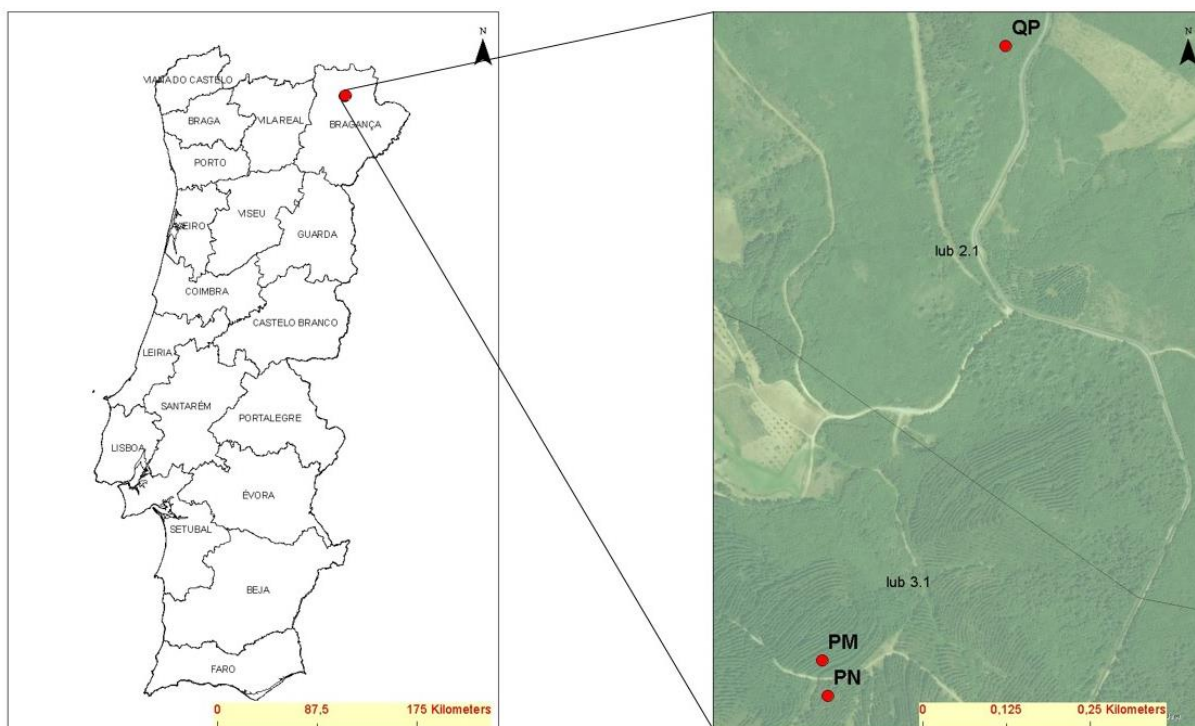 N
VIANA DO CASTELO
BRAGA
VILA REAL
BRAGANÇA
PORTO
VISEU
GUARDA
COIMBRA
CASTELO BRANCO
LEIRIA
SANTARÉM
PORTALEGRE
LISBOA
ÉVORA
SETUBAL
BEJA
FARO
0 87,5 175 Kilometers
QP
N
lub 2.1
lub 3.1
PM
PN
0 0,125 0,25 Kilometers